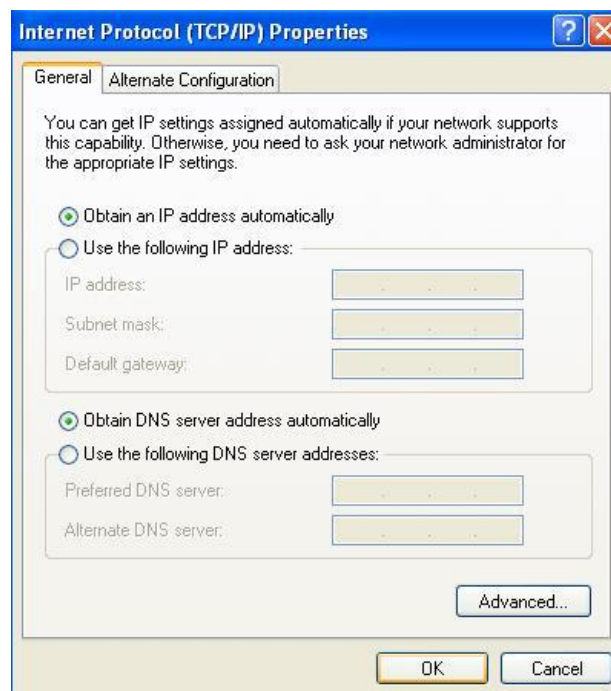 Internet Protocol (TCP/IP) Properties
General Alternate Configuration
You can get IP settings assigned automatically if your network supports
this capability. Otherwise, you need to ask your network administrator for
the appropriate IP settings.
Obtain an IP address automatically
Use the following IP address:
IP address:
Subnet mask:
Default gateway:
Obtain DNS server address automatically
Use the following DNS server addresses:
Preferred DNS server:
Alternate DNS server:
Advanced...
OK Cancel